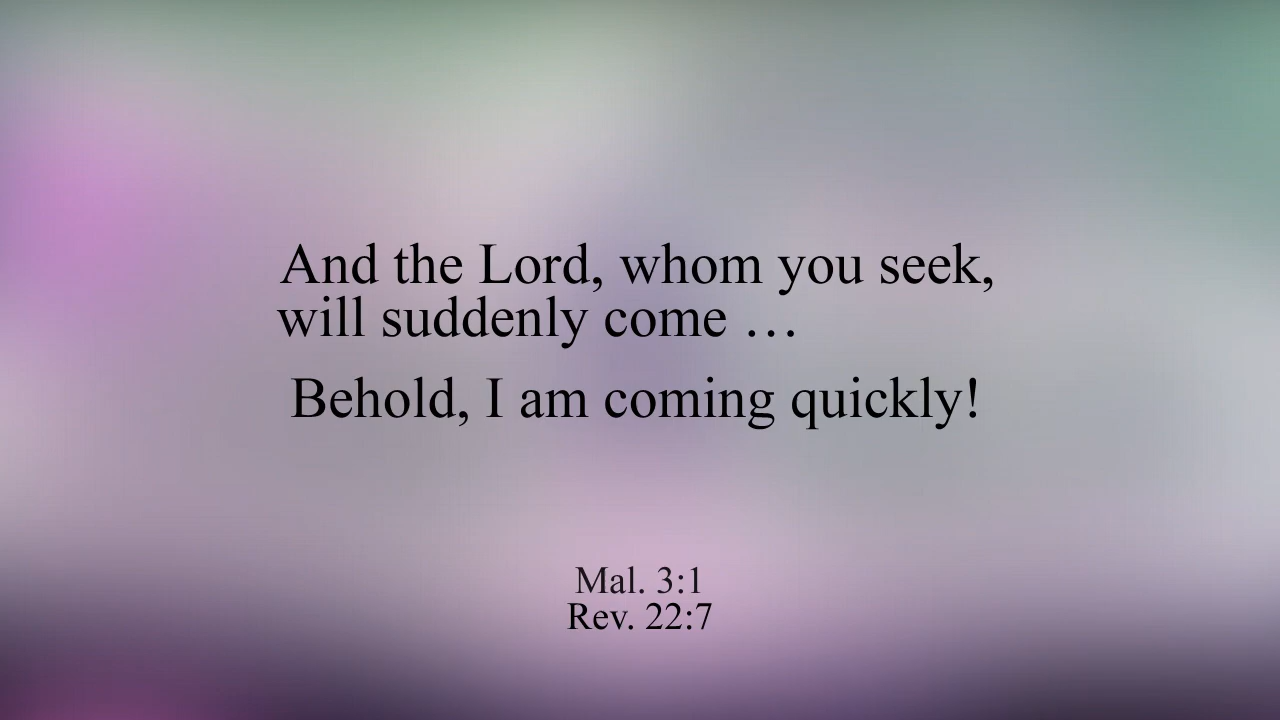 And the Lord, whom you seek,
will suddenly come …
Behold, I am coming quickly!
Mal. 3:1
Rev. 22:7